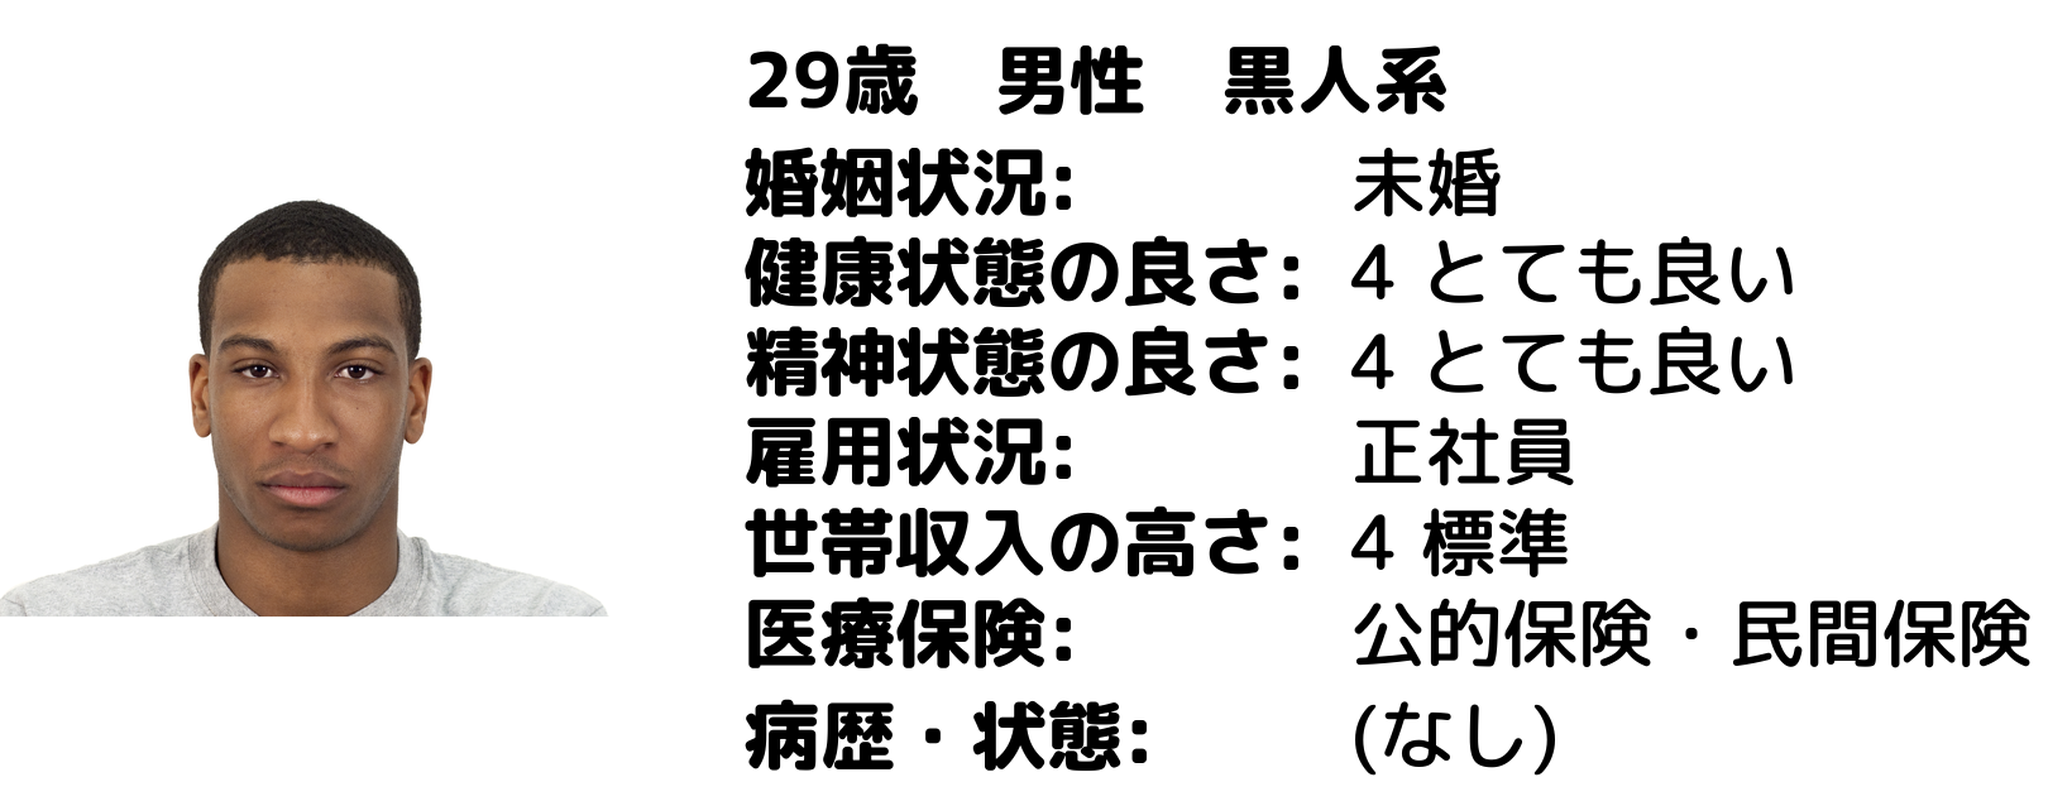 29歳　男性　黒人系
婚姻状況: 未婚
健康状態の良さ: 4 とても良い
精神状態の良さ: 4 とても良い
雇用状況: 正社員
世帯収入の高さ: 4 標準
医療保険: 公的保険・民間保険
病歴・状態: (なし)